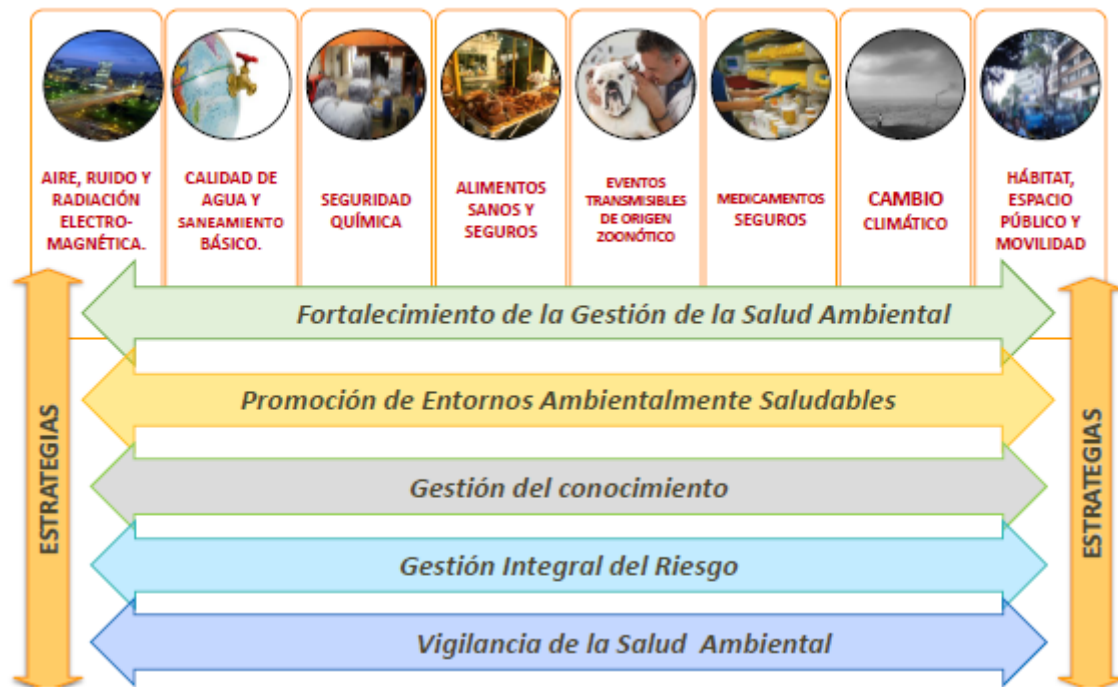 AIRE, RUIDO Y
RADIACIÓN
ELECTRO-
MAGNÉTICA.
CALIDAD DE
AGUA Y
SANEAMIENTO
BÁSICO.
SEGURIDAD
QUÍMICA
ALIMENTOS
SANOS Y
SEGUROS
EVENTOS
TRANSMISIBLES
DE ORIGEN
ZOONÓTICO
MEDICAMENTOS
SEGUROS
CAMBIO
CLIMÁTICO
HÁBITAT,
ESPACIO
PÚBLICO Y
MOVILIDAD
ESTRATEGIAS
Fortalecimiento de la Gestión de la Salud Ambiental
Promoción de Entornos Ambientalmente Saludables
Gestión del conocimiento
Gestión Integral del Riesgo
Vigilancia de la Salud Ambiental
ESTRATEGIAS